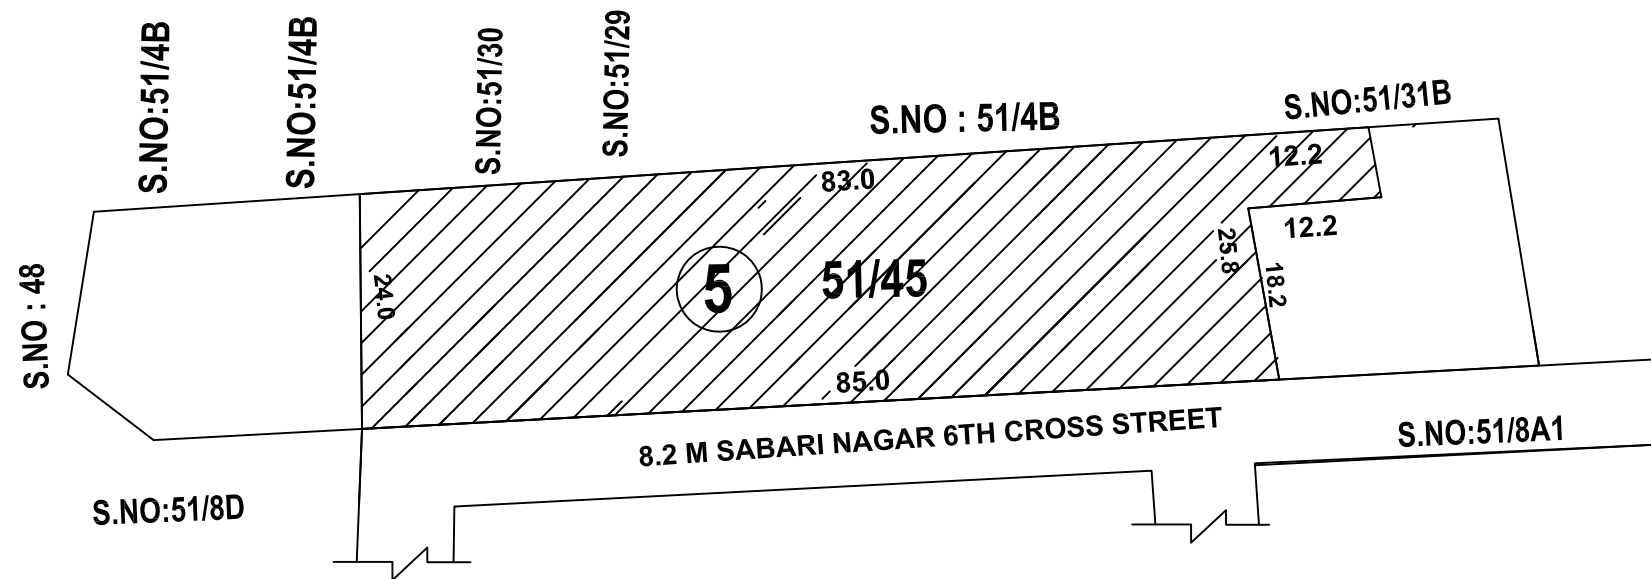 S.NO:51/4B
S.NO:51/4B
S.NO:51/30
S.NO:51/29
S.NO : 51/4B
S.NO:51/31B
12.2
83.0
12.2
25.8
18.2
24.0
5
51/45
S.NO : 48
85.0
8.2 M SABARI NAGAR 6TH CROSS STREET
S.NO:51/8A1
S.NO:51/8D